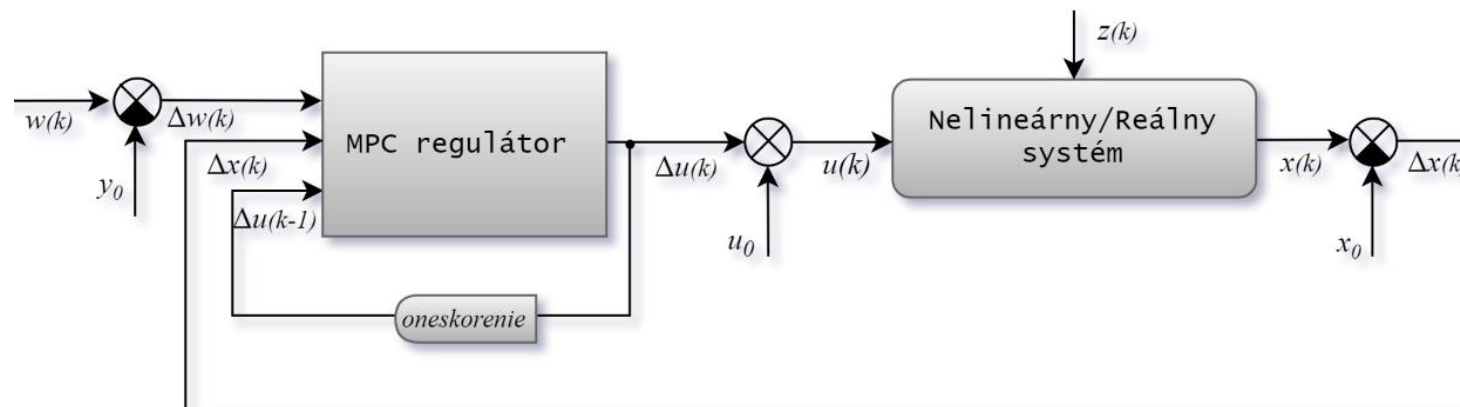 z(k)
w(k)
Δw(k)
y0
MPC regulátor
Δx(k)
Δu(k-1)
Δu(k)
u0
u(k)
Nelineárny/Reálny
systém
x(k)
Δx(k
x0
oneskorenie